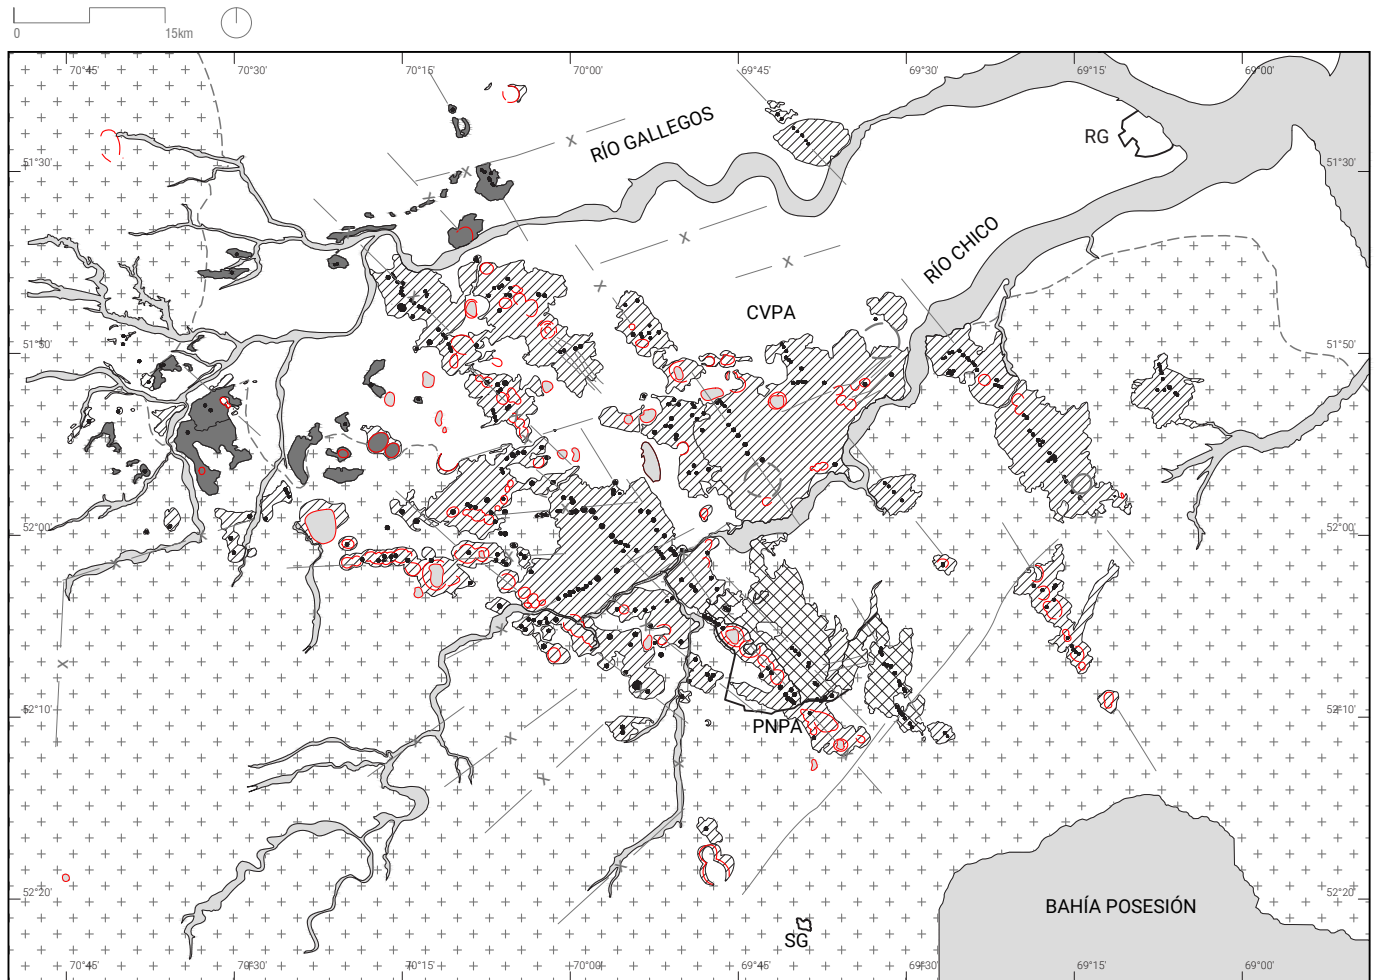 0 15km
70°45' 70°30' 70°15' 70°00' 69°45' 69°30' 69°15' 69°00'
RÍO GALLEGOS
RG
51°30' 51°30'
RÍO CHICO
CVPA
51°50' 51°50'
52°00' 52°00'
52°10' 52°10'
PNPA
52°20' 52°20'
BAHÍA POSESIÓN
SG
70°45' 70°30' 70°15' 70°00' 69°45' 69°30' 69°15' 69°00'